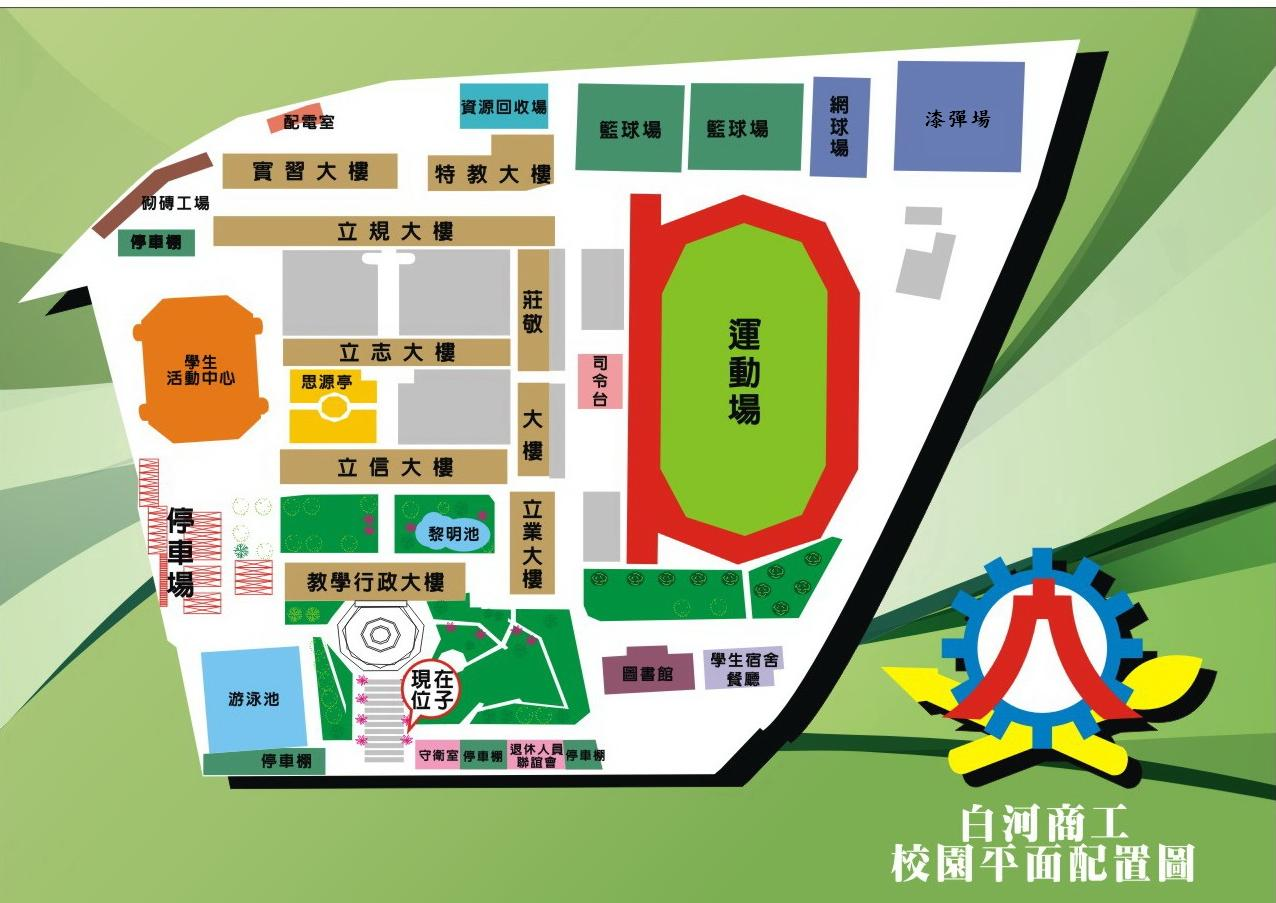 資源回收場
配電室
籃球場
籃球場
網球場
漆彈場
實習大樓
特教大樓
砌磚工場
停車棚
立規大樓
莊敬
大樓
學生
活動中心
立志大樓
思源亭
司令台
運動場
立信大樓
停車場
黎明池
立業大樓
教學行政大樓
游泳池
現在
位子
圖書館
學生宿舍
餐廳
停車棚
守衛室
停車棚
退休人員
聯誼會
停車棚
白河商工
校園平面配置圖